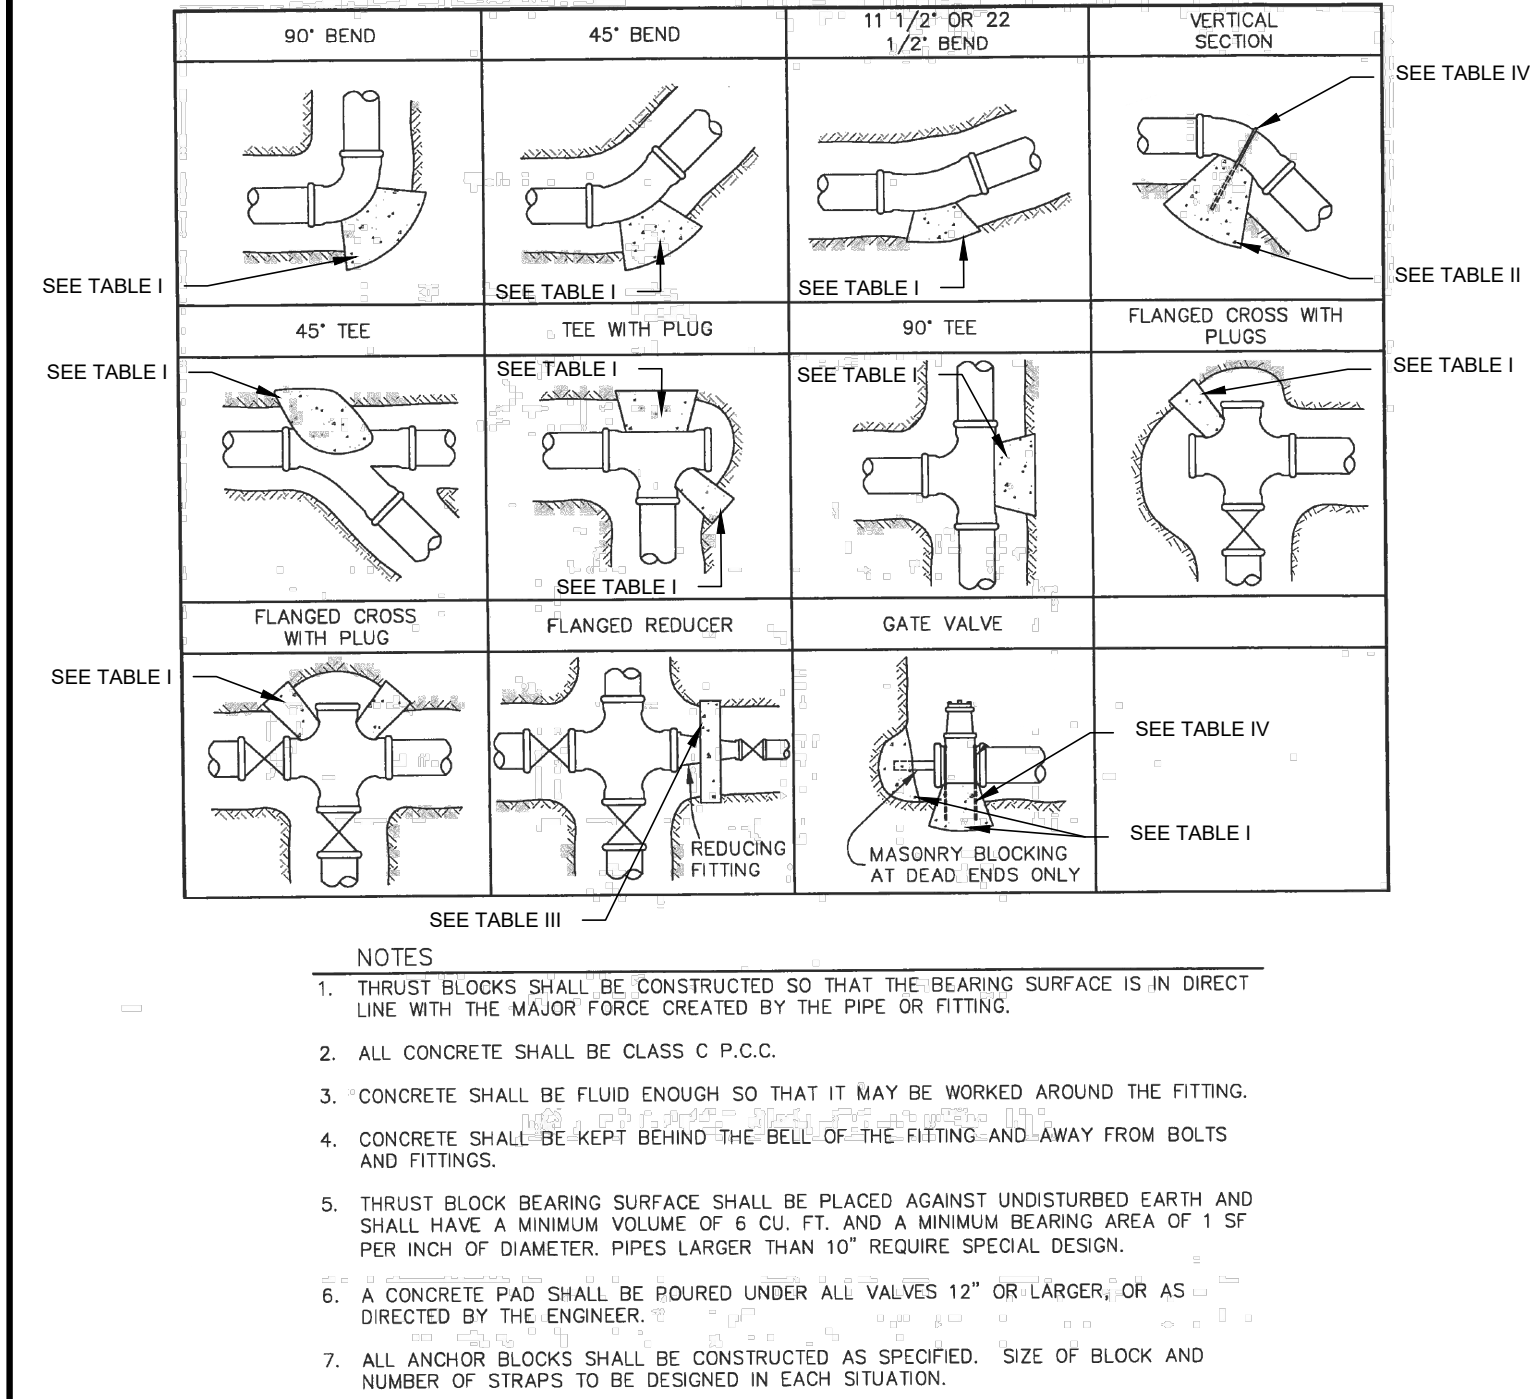 90° BEND
45° BEND
11 1/2° OR 22
1/2° BEND
VERTICAL
SECTION
SEE TABLE IV
SEE TABLE I
SEE TABLE I
SEE TABLE I
SEE TABLE II
45° TEE
TEE WITH PLUG
90° TEE
FLANGED CROSS WITH
PLUGS
SEE TABLE I
SEE TABLE I
SEE TABLE I
SEE TABLE I
SEE TABLE I
FLANGED CROSS
WITH PLUG
FLANGED REDUCER
GATE VALVE
SEE TABLE I
SEE TABLE IV
SEE TABLE I
REDUCING
FITTING
MASONRY BLOCKING
AT DEAD ENDS ONLY
SEE TABLE III
NOTES
1. THRUST BLOCKS SHALL BE CONSTRUCTED SO THAT THE BEARING SURFACE IS IN DIRECT
LINE WITH THE MAJOR FORCE CREATED BY THE PIPE OR FITTING.
2. ALL CONCRETE SHALL BE CLASS C P.C.C.
3. CONCRETE SHALL BE FLUID ENOUGH SO THAT IT MAY BE WORKED AROUND THE FITTING.
4. CONCRETE SHALL BE KEPT BEHIND THE BELL OF THE FITTING AND AWAY FROM BOLTS
AND FITTINGS.
5. THRUST BLOCK BEARING SURFACE SHALL BE PLACED AGAINST UNDISTURBED EARTH AND
SHALL HAVE A MINIMUM VOLUME OF 6 CU. FT. AND A MINIMUM BEARING AREA OF 1 SF
PER INCH OF DIAMETER. PIPES LARGER THAN 10" REQUIRE SPECIAL DESIGN.
6. A CONCRETE PAD SHALL BE POURED UNDER ALL VALVES 12" OR LARGER, OR AS
DIRECTED BY THE ENGINEER.
7. ALL ANCHOR BLOCKS SHALL BE CONSTRUCTED AS SPECIFIED. SIZE OF BLOCK AND
NUMBER OF STRAPS TO BE DESIGNED IN EACH SITUATION.